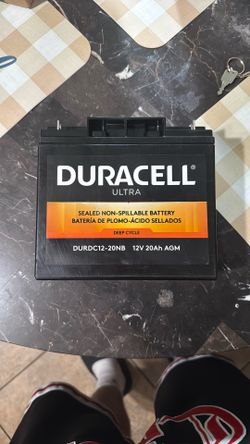 DURACELL
ULTRA
SEALED NON-SPILLABLE BATTERY
BATERÍA DE PLOMO-ÁCIDO SELLADOS
DEEP CYCLE
DURDC12-20NB 12V 20Ah AGM